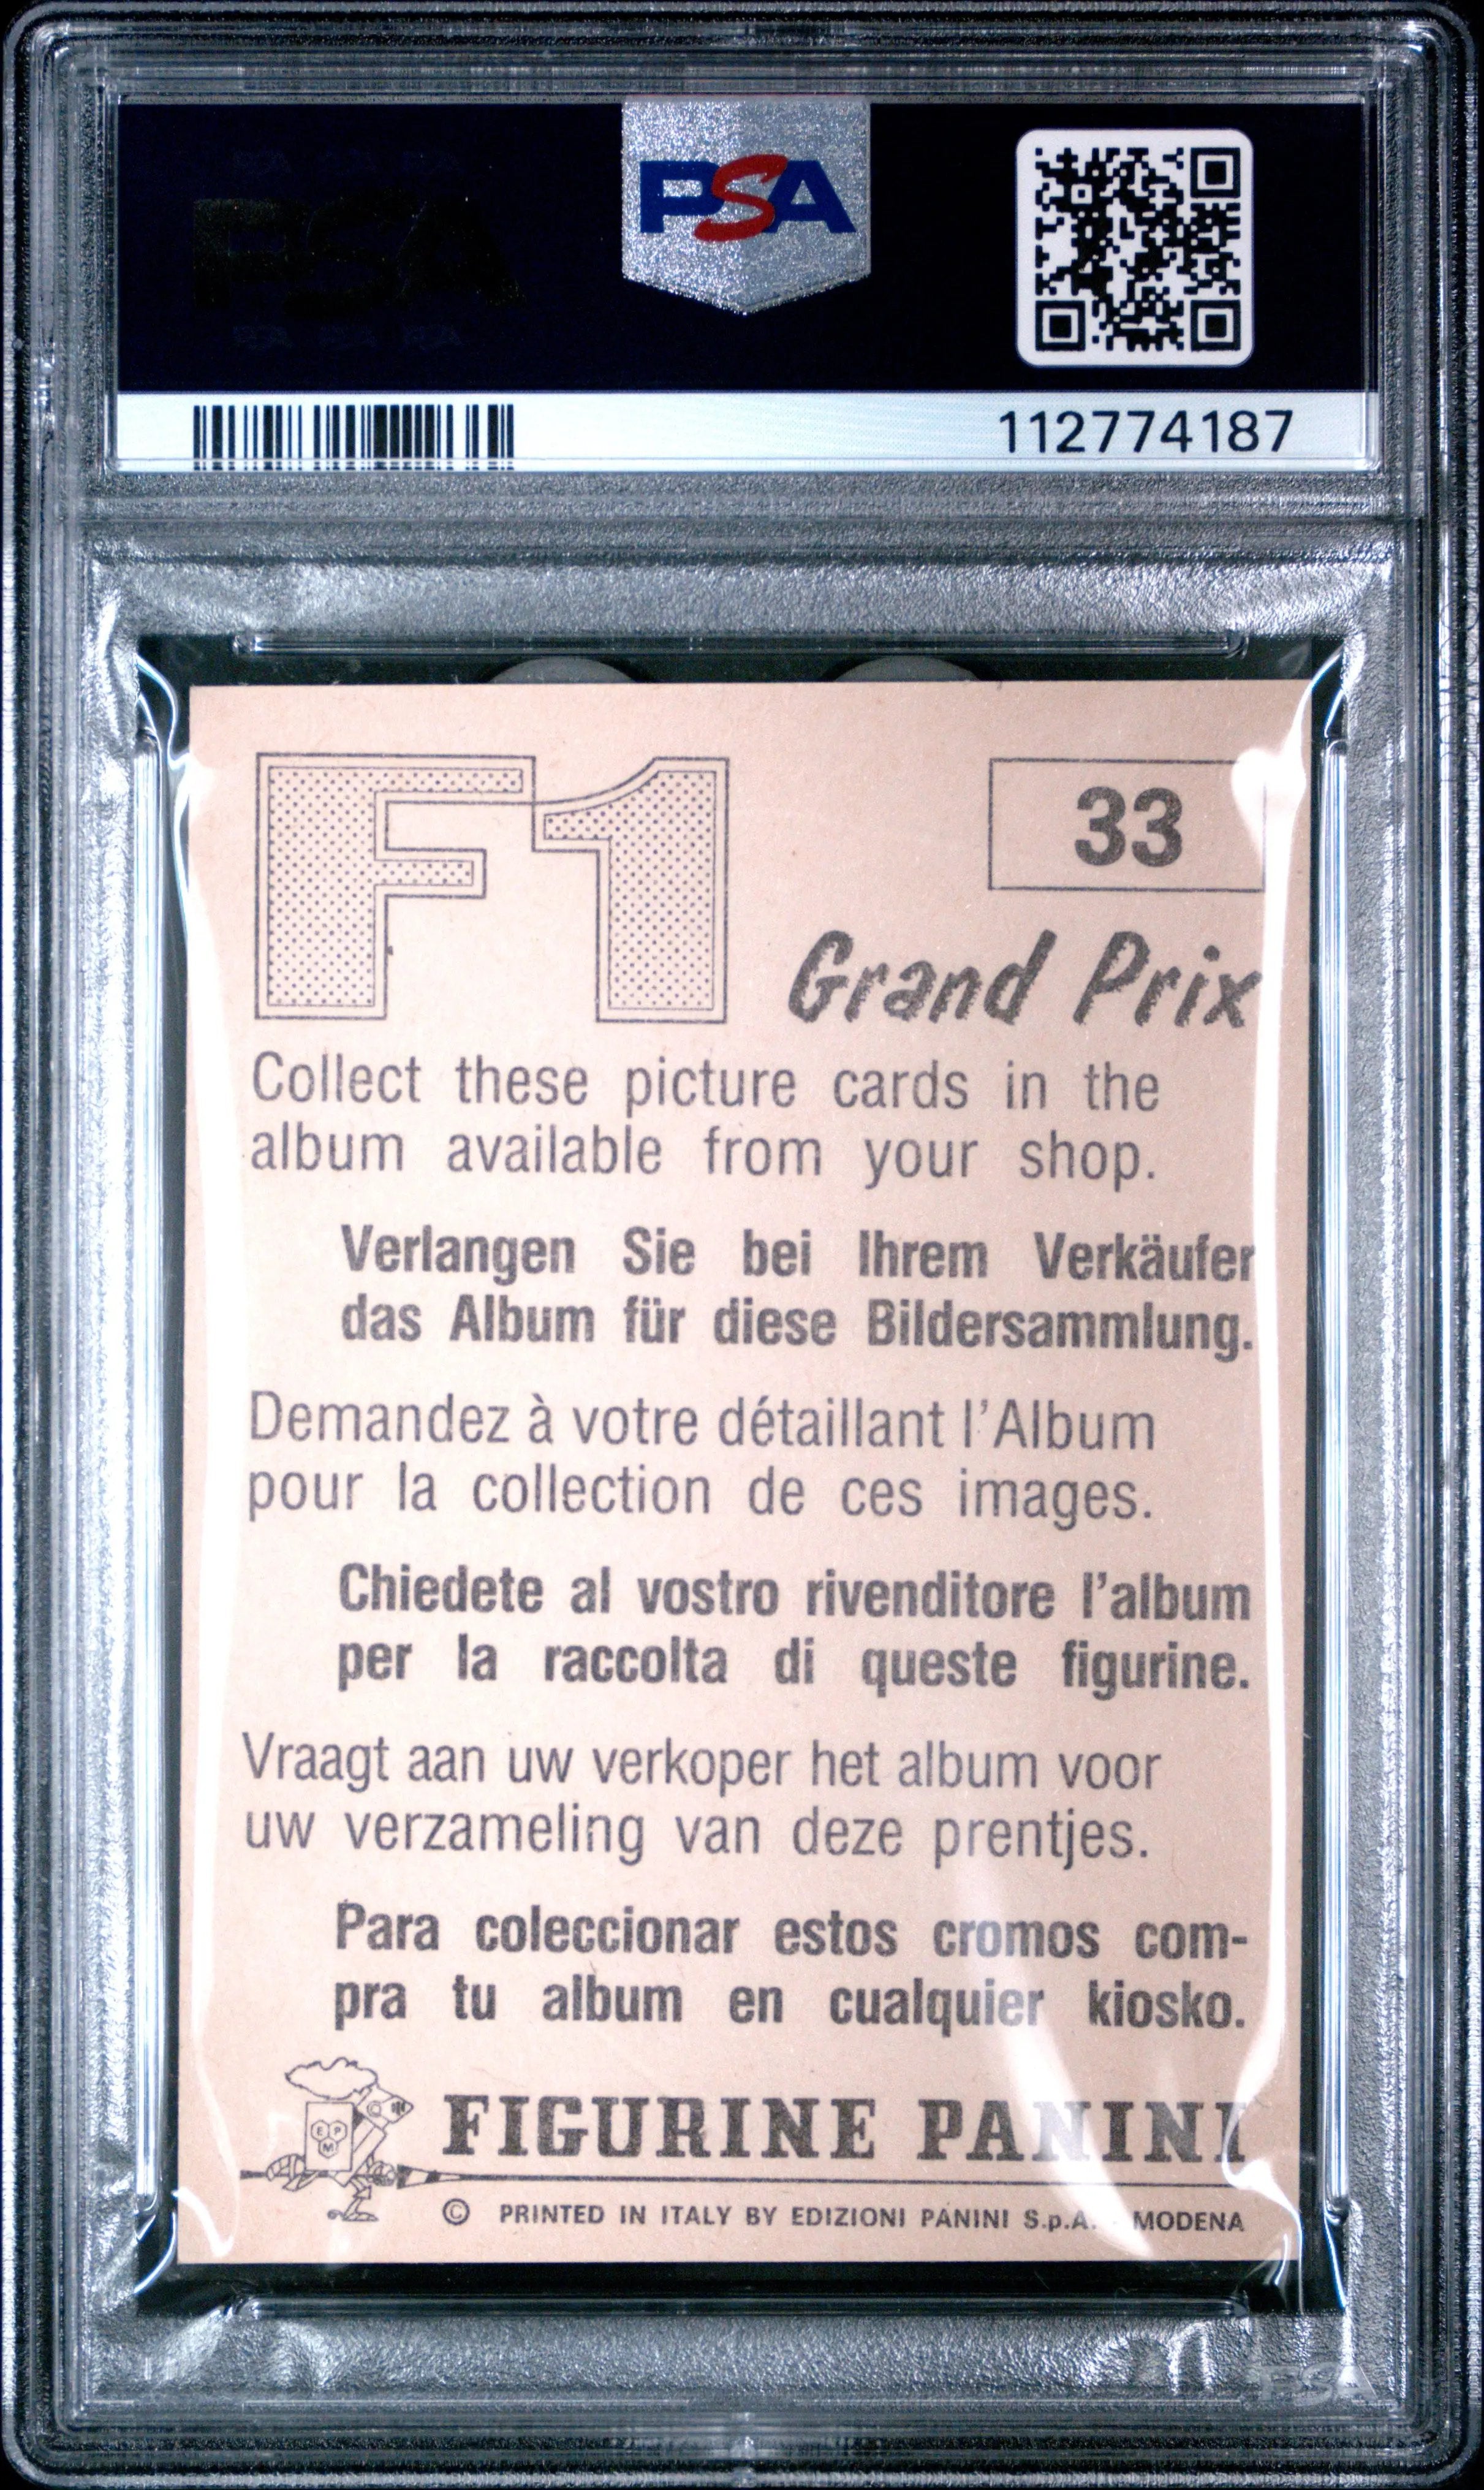 PSA
PSA
112774187
F1
33
Grand Prix
Collect these picture cards in the
album available from your shop.
Verlangen Sie bei Ihrem Verkäufer
das Album für diese Bildersammlung.
Demandez à votre détaillant l'Album
pour la collection de ces images.
Chiedete al vostro rivenditore l'album
per la raccolta di queste figurine.
Vraagt aan uw verkoper het album voor
uw verzameling van deze prentjes.
Para coleccionar estos cromos com-
pra tu album en cualquier kiosko.
EPM
FIGURINE PANINI
© PRINTED IN ITALY BY EDIZIONI PANINI S.p.A. - MODENA
PSA